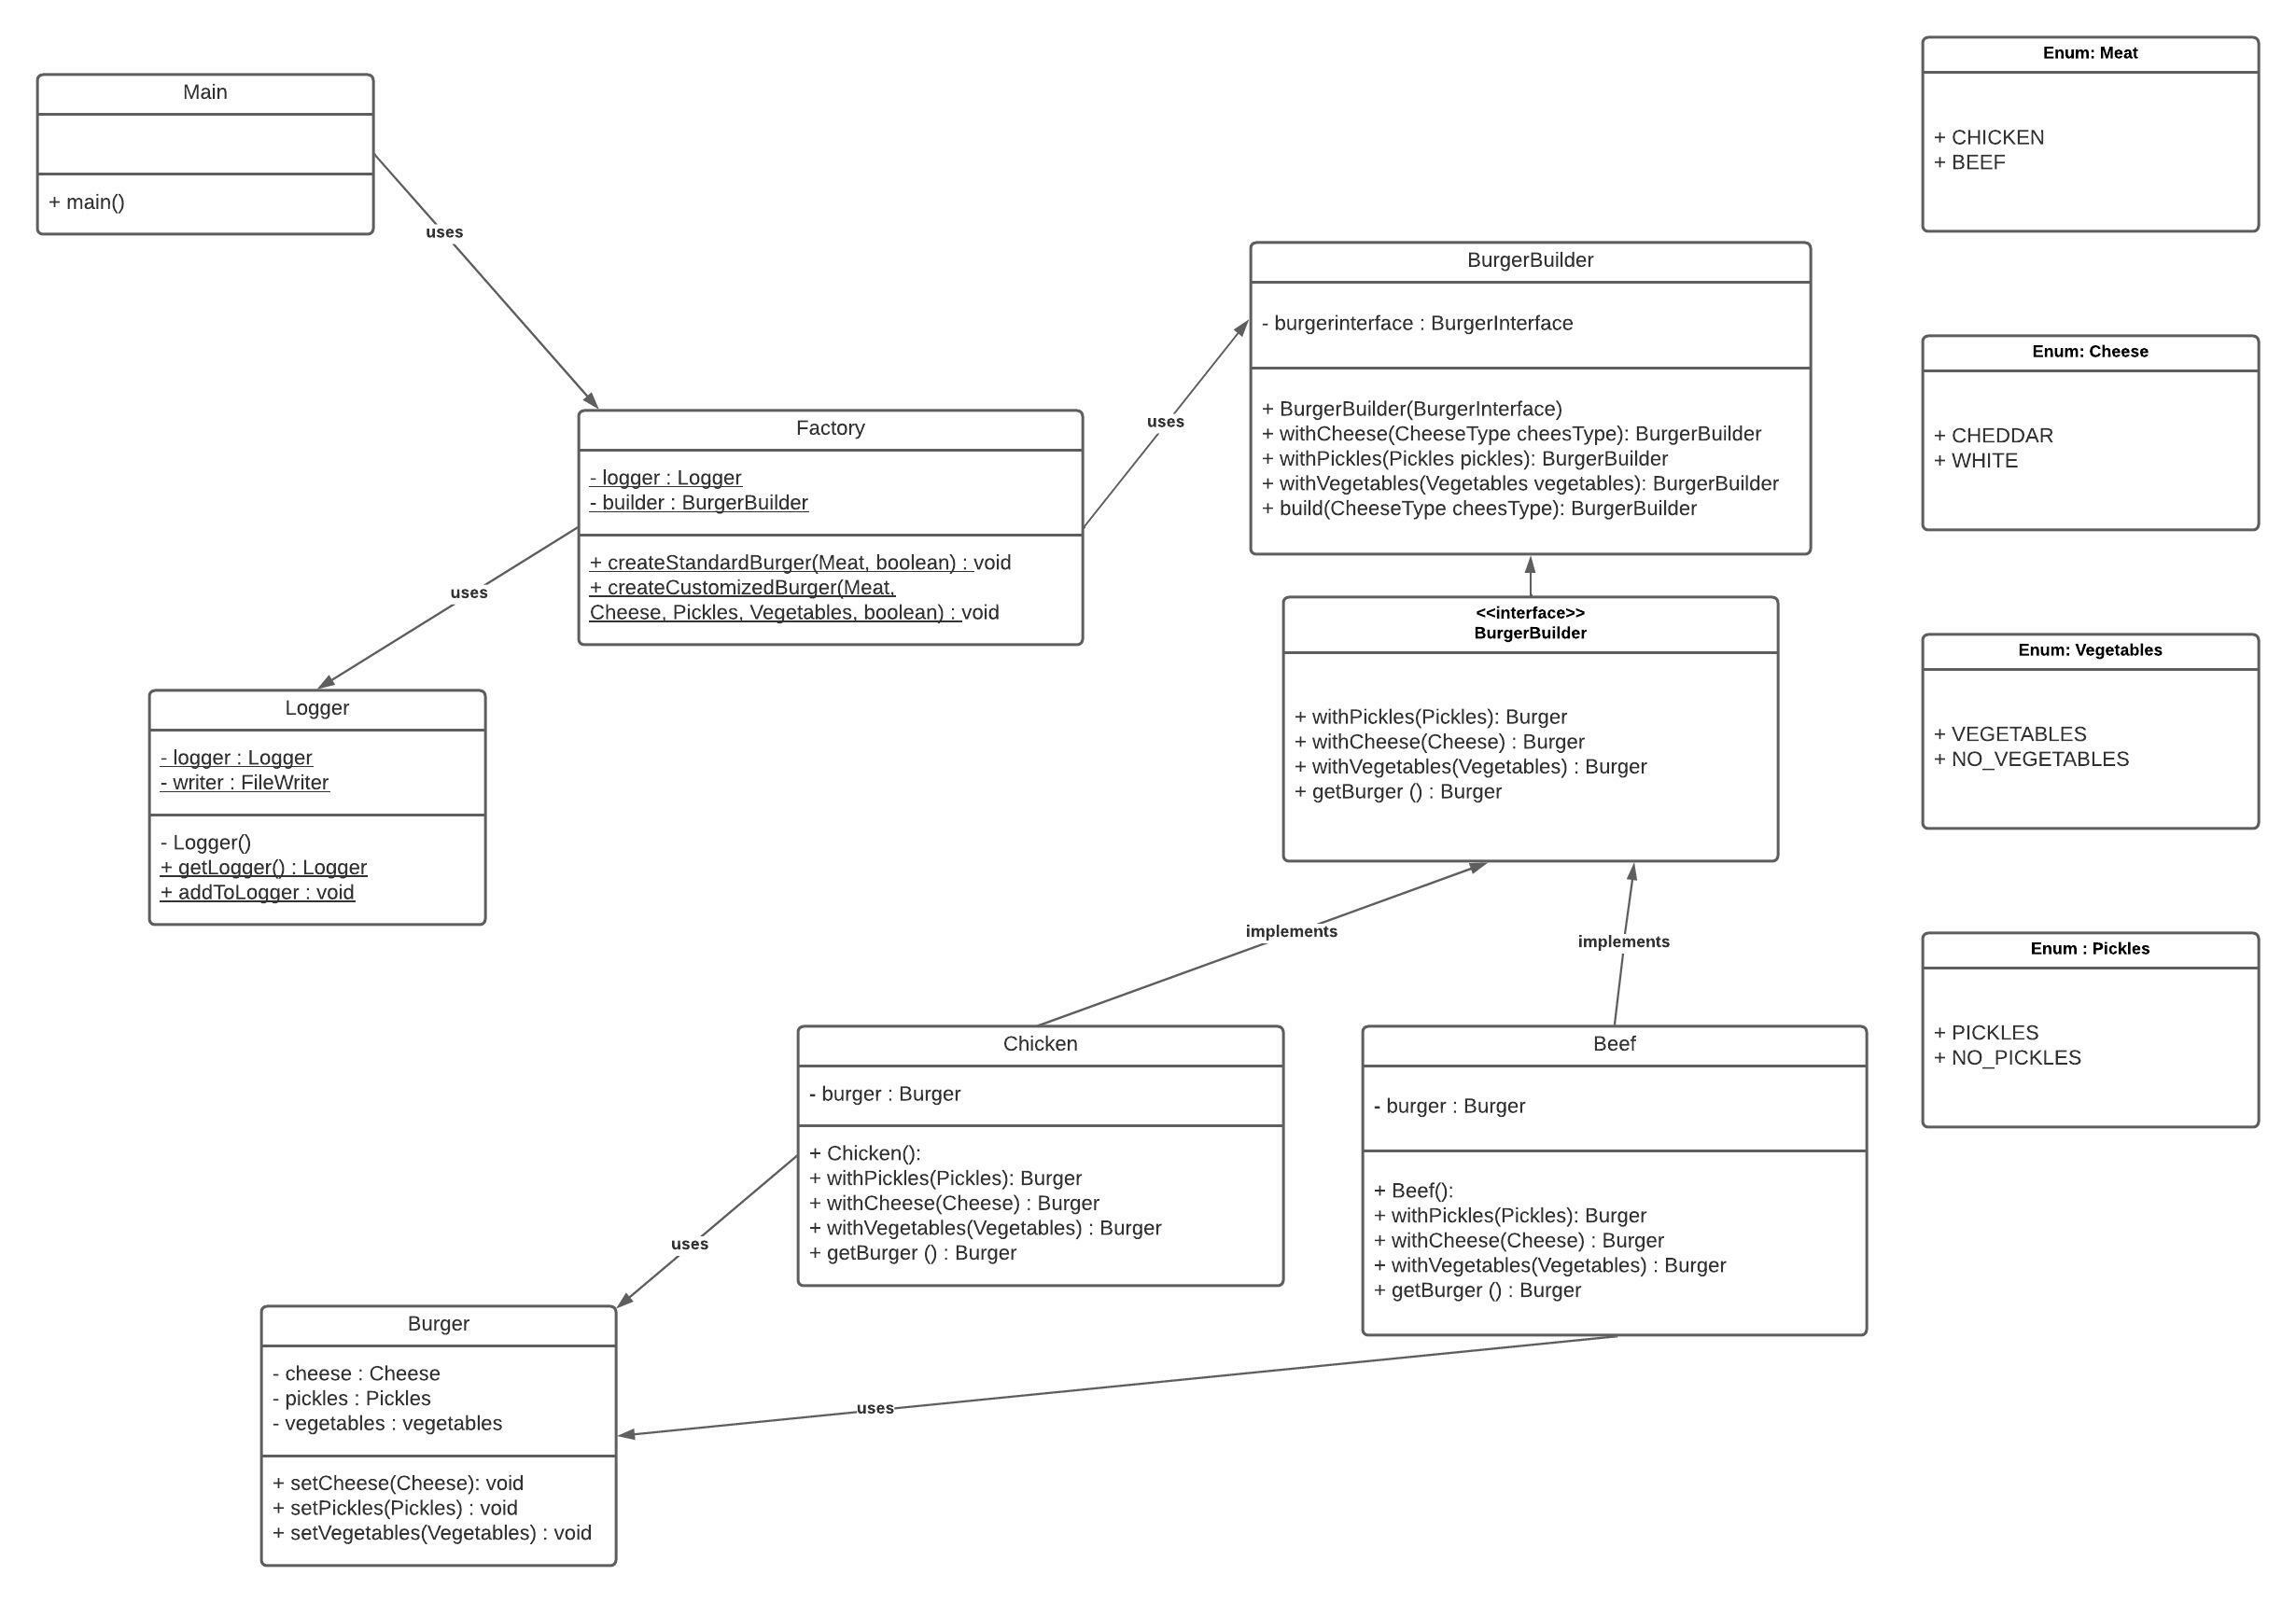 Main
+ main()
uses
Factory
- logger : Logger
- builder : BurgerBuilder
+ createStandardBurger(Meat, boolean) : void
+ createCustomizedBurger(Meat,
Cheese, Pickles, Vegetables, boolean) : void
uses
Logger
- logger : Logger
- writer : FileWriter
- Logger()
+ getLogger() : Logger
+ addToLogger : void
uses
BurgerBuilder
- burgerinterface : BurgerInterface
+ BurgerBuilder(BurgerInterface)
+ withCheese(CheeseType cheesType): BurgerBuilder
+ withPickles(Pickles pickles): BurgerBuilder
+ withVegetables(Vegetables vegetables): BurgerBuilder
+ build(CheeseType cheesType): BurgerBuilder
<<interface>>
BurgerBuilder
+ withPickles(Pickles): Burger
+ withCheese(Cheese) : Burger
+ withVegetables(Vegetables) : Burger
+ getBurger () : Burger
implements
implements
Chicken
- burger : Burger
+ Chicken():
+ withPickles(Pickles): Burger
+ withCheese(Cheese) : Burger
+ withVegetables(Vegetables) : Burger
+ getBurger () : Burger
Beef
- burger : Burger
+ Beef():
+ withPickles(Pickles): Burger
+ withCheese(Cheese) : Burger
+ withVegetables(Vegetables) : Burger
+ getBurger () : Burger
uses
uses
Burger
- cheese : Cheese
- pickles : Pickles
- vegetables : vegetables
+ setCheese(Cheese): void
+ setPickles(Pickles) : void
+ setVegetables(Vegetables) : void
Enum: Meat
+ CHICKEN
+ BEEF
Enum: Cheese
+ CHEDDAR
+ WHITE
Enum: Vegetables
+ VEGETABLES
+ NO_VEGETABLES
Enum : Pickles
+ PICKLES
+ NO_PICKLES